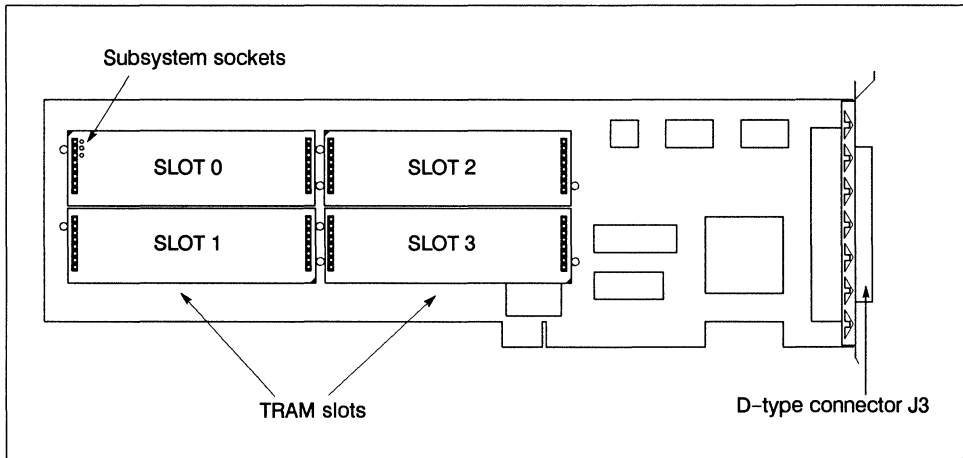 Subsystem sockets
SLOT 0
SLOT 2
SLOT 1
SLOT 3
TRAM slots
D-type connector J3